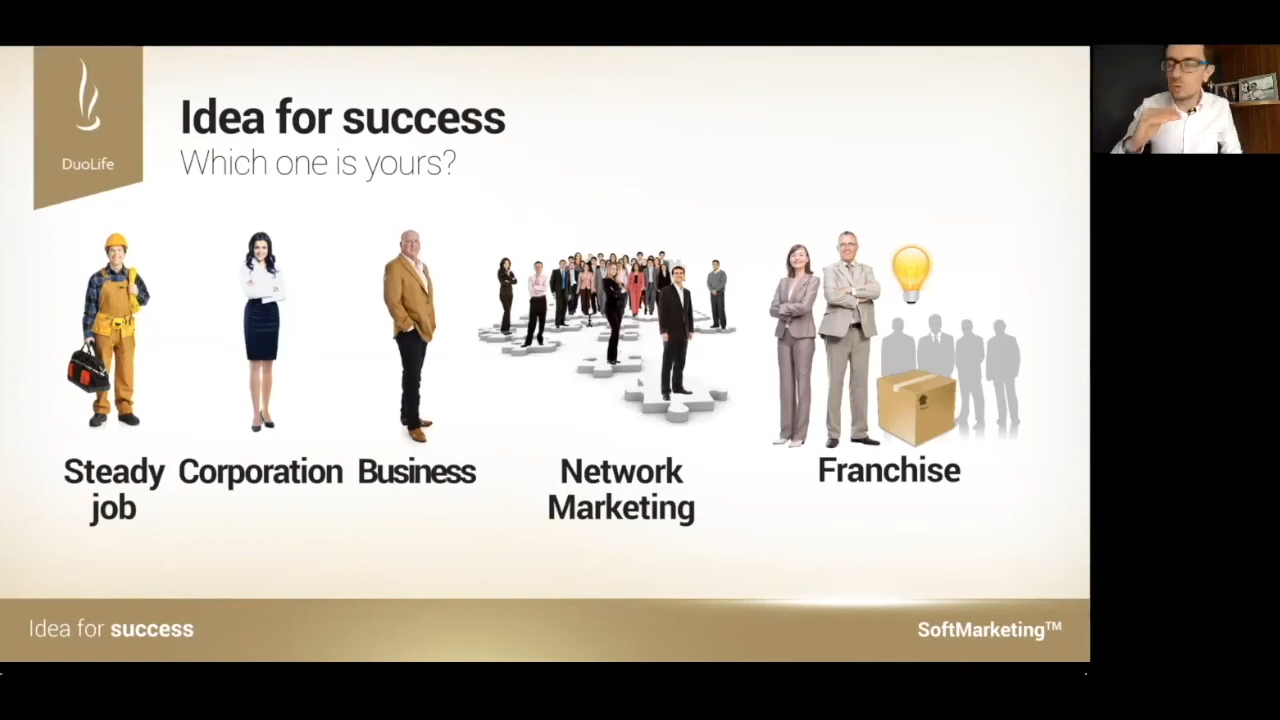 DuoLife
Idea for success
Which one is yours?
Steady
job
Corporation
Business
Network
Marketing
Franchise
Idea for success
SoftMarketing™